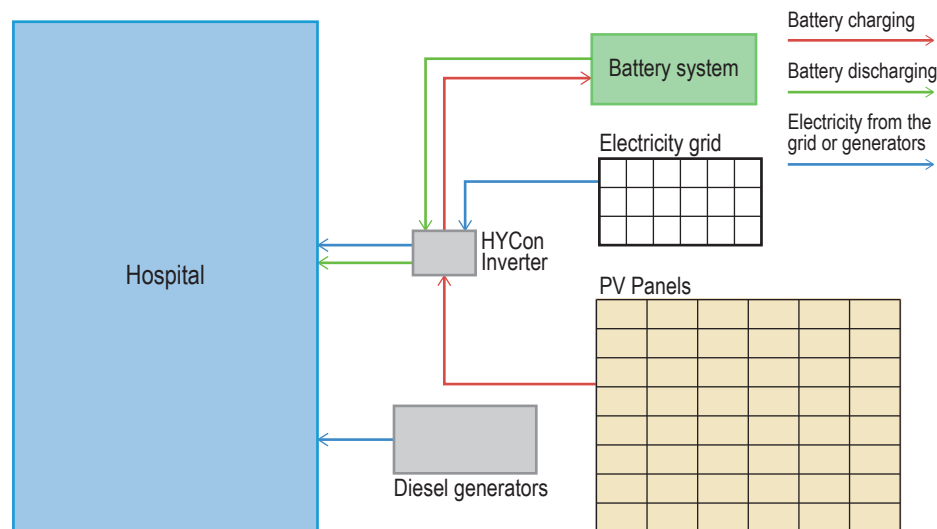 Battery charging
Battery system
Battery discharging
Electricity from the
grid or generators
Electricity grid
HYCon
Inverter
Hospital
PV Panels
Diesel generators